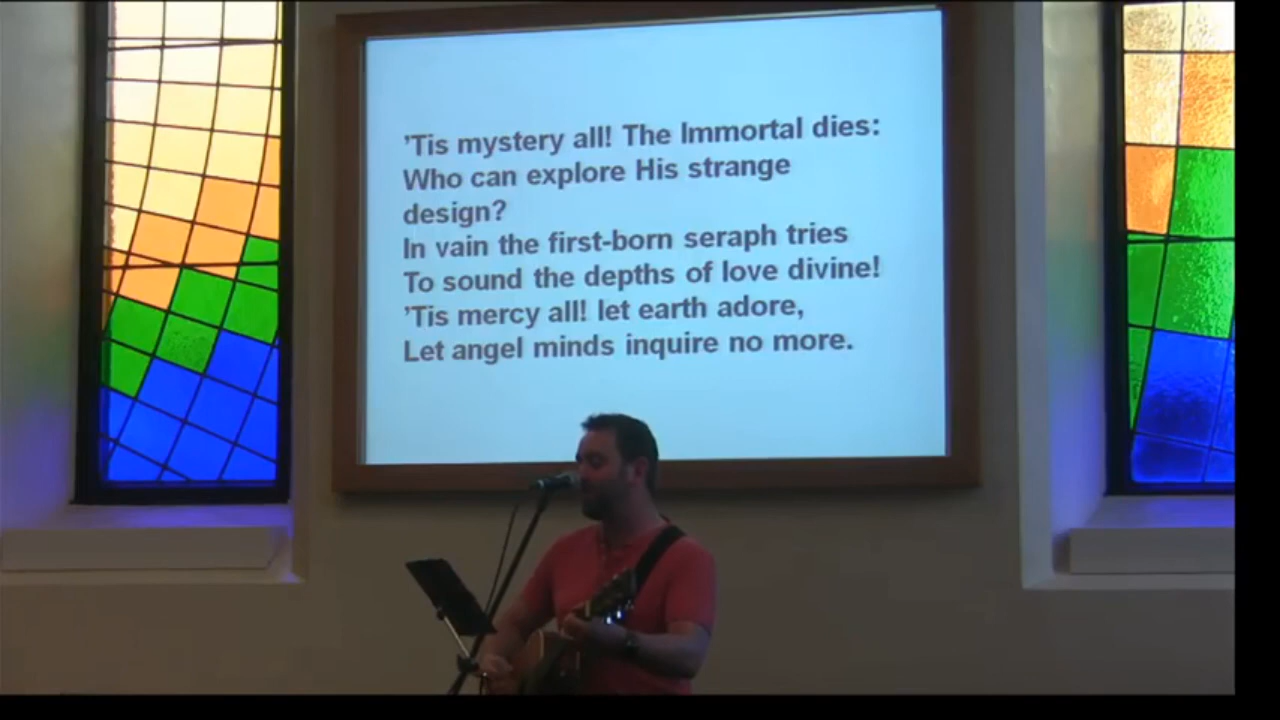 ’Tis mystery all! The Immortal dies:
Who can explore His strange
design?
In vain the first-born seraph tries
To sound the depths of love divine!
’Tis mercy all! let earth adore,
Let angel minds inquire no more.